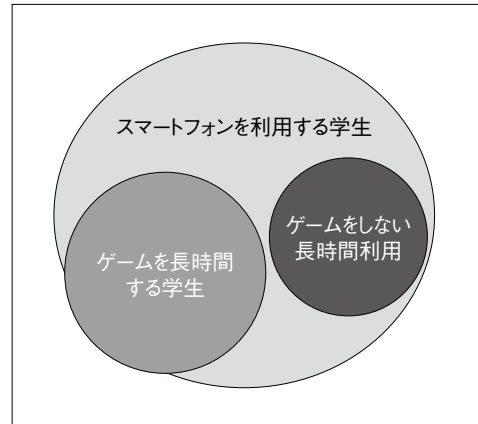 スマートフォンを利用する学生
ゲームをしない
長時間利用
ゲームを長時間
する学生